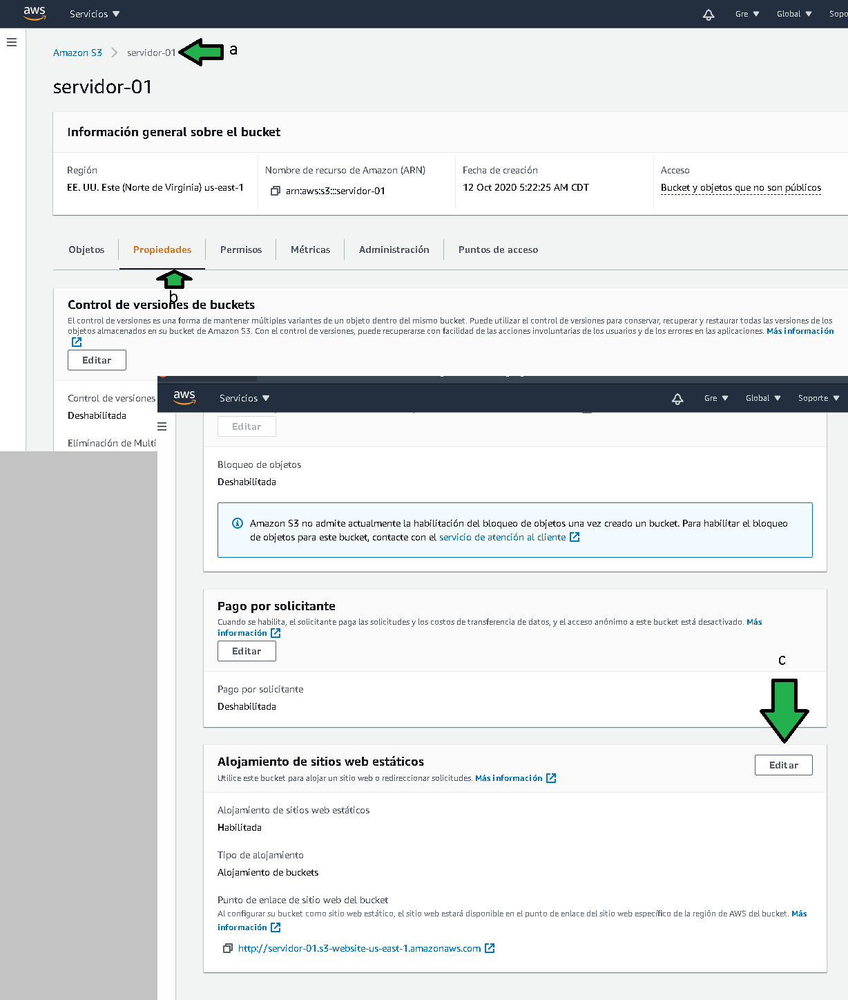 aws Servicios ▼ Gre ▼ Global ▼ Sopo
Amazon S3 > servidor-01 a
servidor-01
Información general sobre el bucket
Región Nombre de recurso de Amazon (ARN) Fecha de creación Acceso
EE. UU. Este (Norte de Virginia) us-east-1 arn:aws:s3:::servidor-01 12 Oct 2020 5:22:25 AM CDT Bucket y objetos que no son públicos
Objetos Propiedades Permisos Métricas Administración Puntos de acceso
b
Control de versiones de buckets
El control de versiones es una forma de mantener múltiples variantes de un objeto dentro del mismo bucket. Puede utilizar el control de versiones para conservar, recuperar y restaurar todas las versiones de los
objetos almacenados en su bucket de Amazon S3. Con el control de versiones, puede recuperarse con facilidad de las acciones involuntarias de los usuarios y de los errores en las aplicaciones. Más información
Editar
Control de versiones
Deshabilitada
Eliminación de Multi
aws Servicios ▼ Gre ▼ Global ▼ Soporte ▼
Editar
Bloqueo de objetos
Deshabilitada
Amazon S3 no admite actualmente la habilitación del bloqueo de objetos una vez creado un bucket. Para habilitar el bloqueo
de objetos para este bucket, contacte con el servicio de atención al cliente
Pago por solicitante
Cuando se habilita, el solicitante paga las solicitudes y los costos de transferencia de datos, y el acceso anónimo a este bucket está desactivado. Más
información
Editar
Pago por solicitante
Deshabilitada
c
Alojamiento de sitios web estáticos Editar
Utilice este bucket para alojar un sitio web o redireccionar solicitudes. Más información
Alojamiento de sitios web estáticos
Habilitada
Tipo de alojamiento
Alojamiento de buckets
Punto de enlace de sitio web del bucket
Al configurar su bucket como sitio web estático, el sitio web estará disponible en el punto de enlace del sitio web específico de la región de AWS del bucket. Más
información
http://servidor-01.s3-website-us-east-1.amazonaws.com